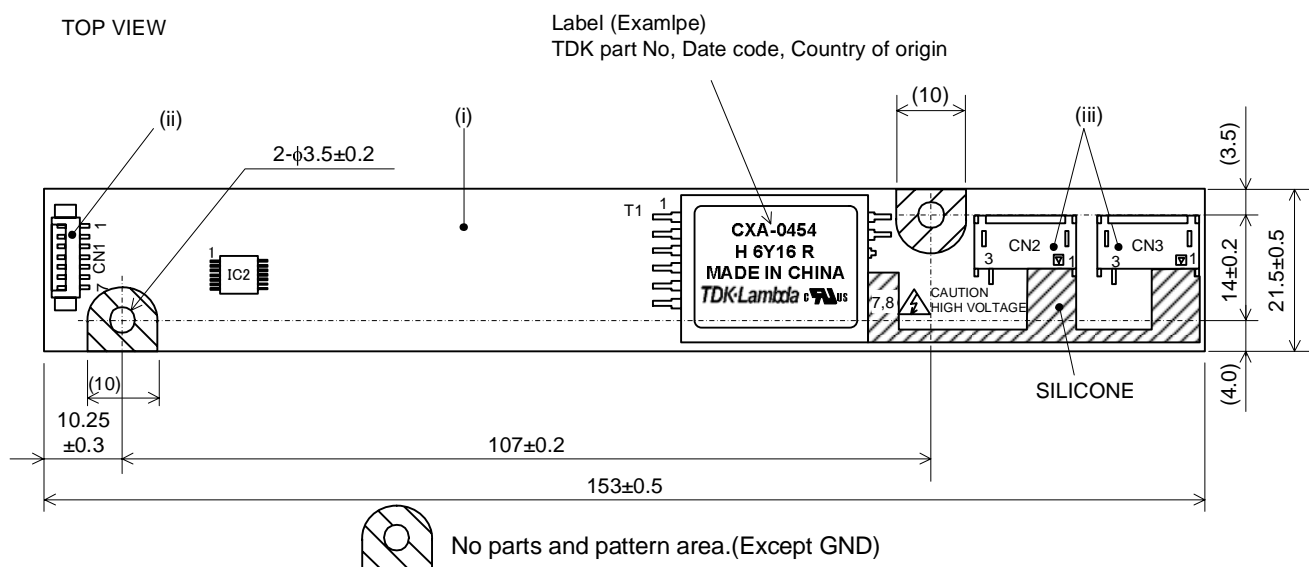 TOP VIEW
Label (Examlpe)
TDK part No, Date code, Country of origin
(ii)
(i)
(10)
(iii)
(3.5)
2-ϕ3.5±0.2
T1
1
CXA-0454
H 6Y16 R
MADE IN CHINA
TDK·Lambda c RU US
1
CN1
7
1
IC2
CN2
3
1
CN3
3
1
14±0.2
21.5±0.5
7,8
CAUTION
HIGH VOLTAGE
SILICONE
(4.0)
(10)
10.25
±0.3
107±0.2
153±0.5
No parts and pattern area.(Except GND)